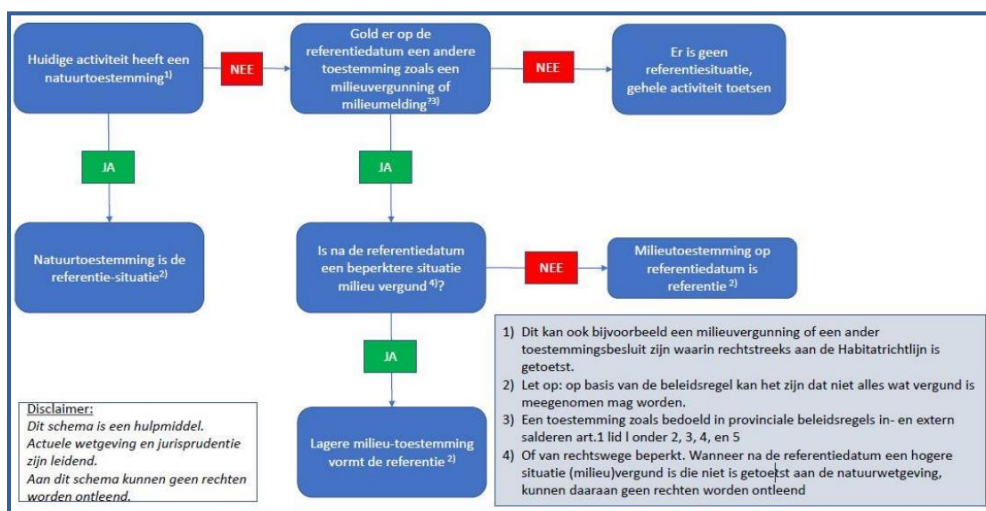 Huidige activiteit heeft een
natuurtoestemming1)
NEE
Gold er op de
referentiedatum een andere
toestemming zoals een
milieuvergunning of
milieumelding?3)
NEE
Er is geen
referentiesituatie,
gehele activiteit toetsen
JA
JA
Natuurtoestemming is de
referentie-situatie2)
Is na de referentiedatum
een beperktere situatie
milieu vergund 4)?
NEE
Milieutoestemming op
referentiedatum is
referentie 2)
JA
Lagere milieu-toestemming
vormt de referentie 2)
Disclaimer:
Dit schema is een hulpmiddel.
Actuele wetgeving en jurisprudentie
zijn leidend.
Aan dit schema kunnen geen rechten
worden ontleend.
1) Dit kan ook bijvoorbeeld een milieuvergunning of een ander
toestemmingsbesluit zijn waarin rechtstreeks aan de Habitatrichtlijn is
getoetst.
2) Let op: op basis van de beleidsregel kan het zijn dat niet alles wat vergund is
meegenomen mag worden.
3) Een toestemming zoals bedoeld in provinciale beleidsregels in- en extern
salderen art.1 lid l onder 2, 3, 4, en 5
4) Of van rechtswege beperkt. Wanneer na de referentiedatum een hogere
situatie (milieu)vergund is die niet is getoetst aan de natuurwetgeving,
kunnen daaraan geen rechten worden ontleend